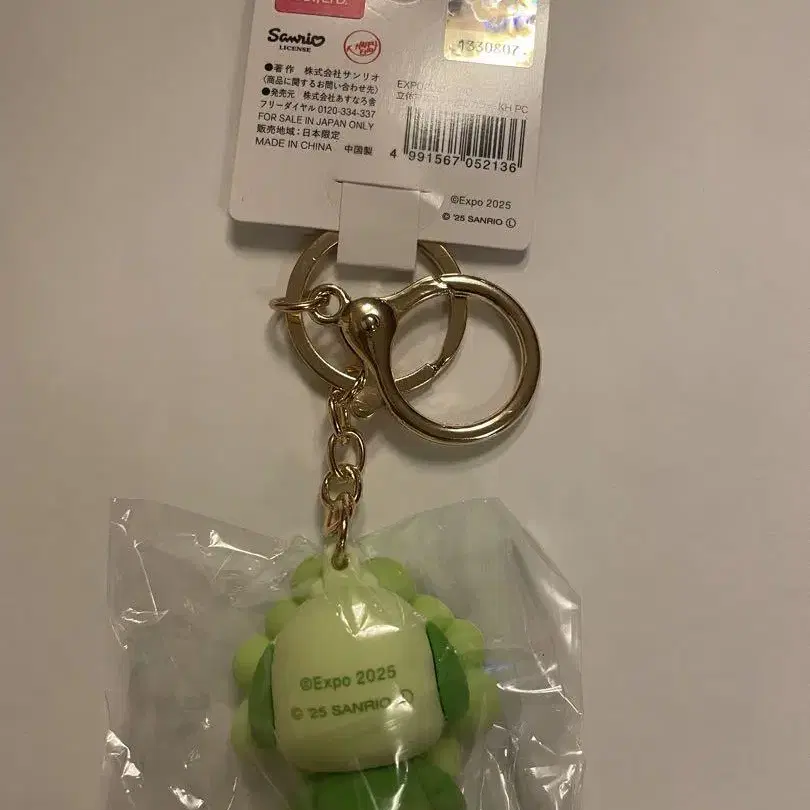 Sanrio
LICENSE
HAPPY
1330807
●著作 株式会社サンリオ
(商品に関するお問い合わせ先)
●発売元 株式会社あすなろ舎
フリーダイヤル 0120-334-337
FOR SALE IN JAPAN ONLY
販売地域:日本限定
MADE IN CHINA 中国製
KH PC
4 991567 052136
©Expo 2025
© '25 SANRIO Ⓛ
©Expo 2025
© '25 SANRIO Ⓛ